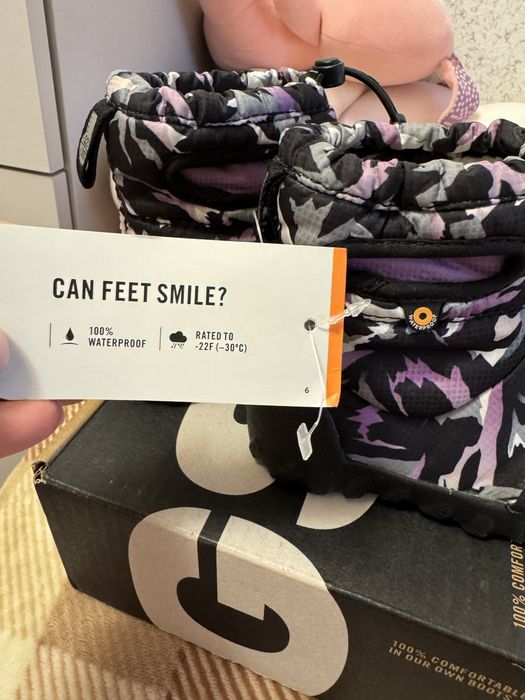 CAN FEET SMILE?
100%
WATERPROOF
RATED TO
-22F (–30°C)
6
WATERPROOF
100% COMFORTAB
IN OUR OWN BOOTS
100% COMFOR